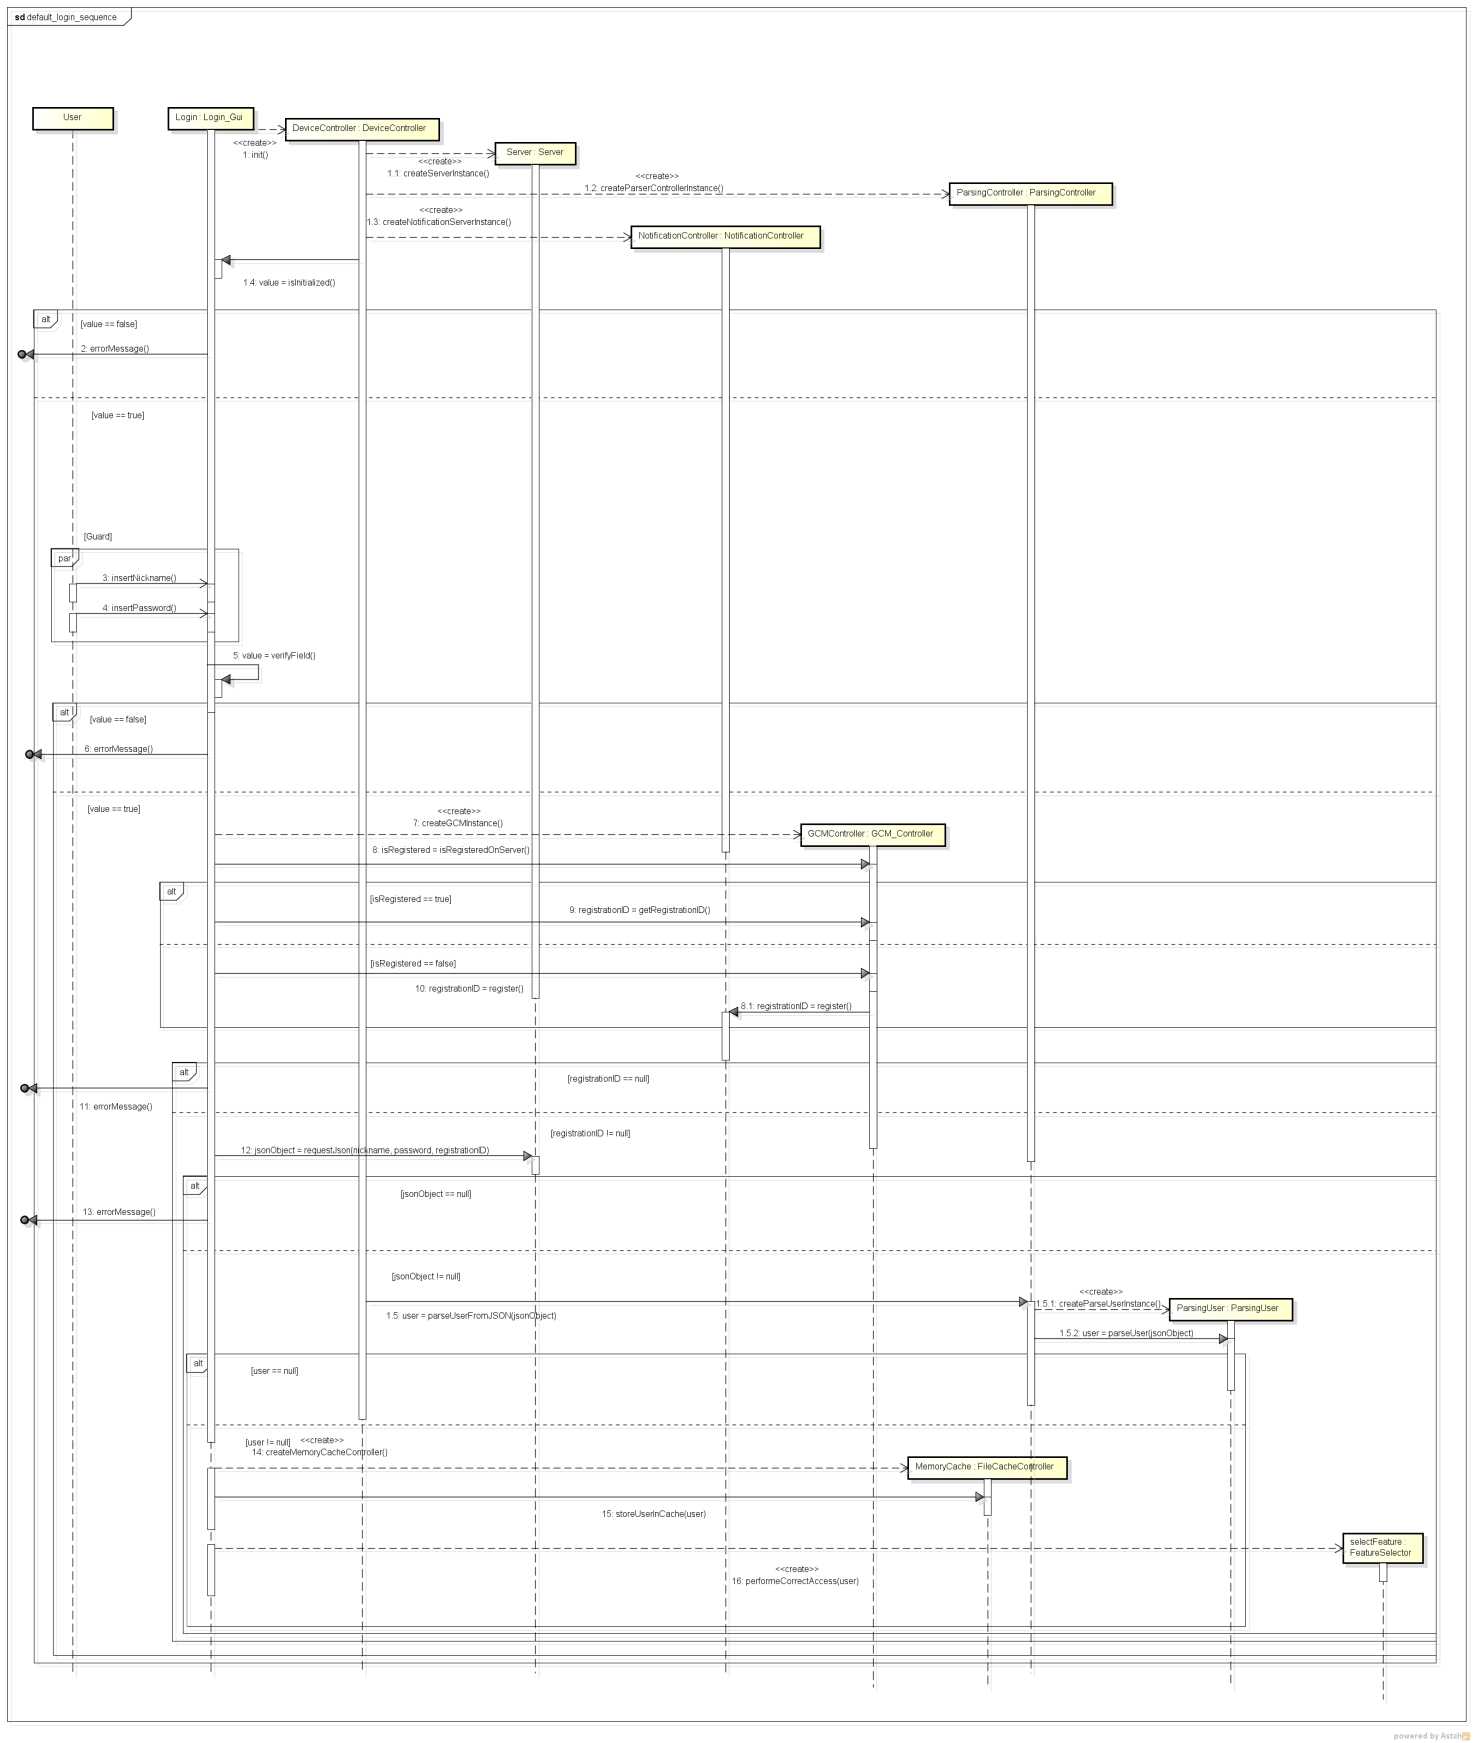 sd default_login_sequence
User
Login : Login_Gui
DeviceController : DeviceController
<<create>>
1: init()
Server : Server
<<create>>
1.1: createServerInstance()
<<create>>
1.2: createParserControllerInstance()
ParsingController : ParsingController
<<create>>
1.3: createNotificationServerInstance()
NotificationController : NotificationController
1.4: value = isInitialized()
alt
[value == false]
2: errorMessage()
[value == true]
[Guard]
par
3: insertNickname()
4: insertPassword()
5: value = verifyField()
alt
[value == false]
6: errorMessage()
[value == true]
<<create>>
7: createGCMInstance()
GCMController : GCM_Controller
8: isRegistered = isRegisteredOnServer()
alt
[isRegistered == true]
9: registrationID = getRegistrationID()
[isRegistered == false]
10: registrationID = register()
8.1: registrationID = register()
alt
[registrationID == null]
11: errorMessage()
[registrationID != null]
12: jsonObject = requestJson(nickname, password, registrationID)
alt
[jsonObject == null]
13: errorMessage()
[jsonObject != null]
<<create>>
1.5.1: createParseUserInstance()
ParsingUser : ParsingUser
1.5: user = parseUserFromJSON(jsonObject)
1.5.2: user = parseUser(jsonObject)
alt
[user == null]
[user != null]
<<create>>
14: createMemoryCacheController()
MemoryCache : FileCacheController
15: storeUserInCache(user)
selectFeature :
FeatureSelector
<<create>>
16: performeCorrectAccess(user)
powered by Astah